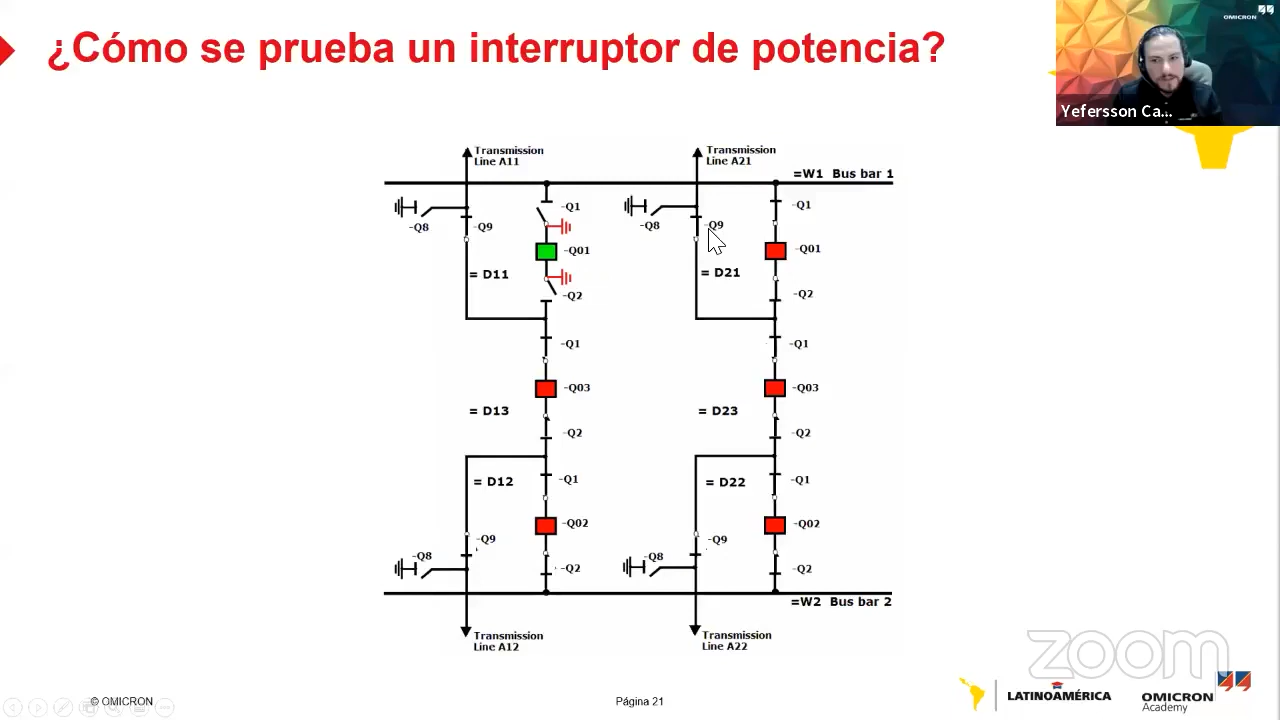 ¿Cómo se prueba un interruptor de potencia?
OMICRON
Yefersson Ca...
Transmission
Line A11
Transmission
Line A21
=W1 Bus bar 1
-Q8
-Q9
-Q1
-Q01
= D11
-Q2
-Q8
-Q9
-Q1
-Q01
= D21
-Q2
-Q1
-Q03
= D13
-Q2
-Q1
-Q03
= D23
-Q2
= D12
-Q1
-Q02
-Q9
-Q8
-Q2
= D22
-Q1
-Q02
-Q9
-Q8
-Q2
=W2 Bus bar 2
Transmission
Line A12
Transmission
Line A22
zoom
© OMICRON
Página 21
LATINOAMÉRICA
OMICRON
Academy